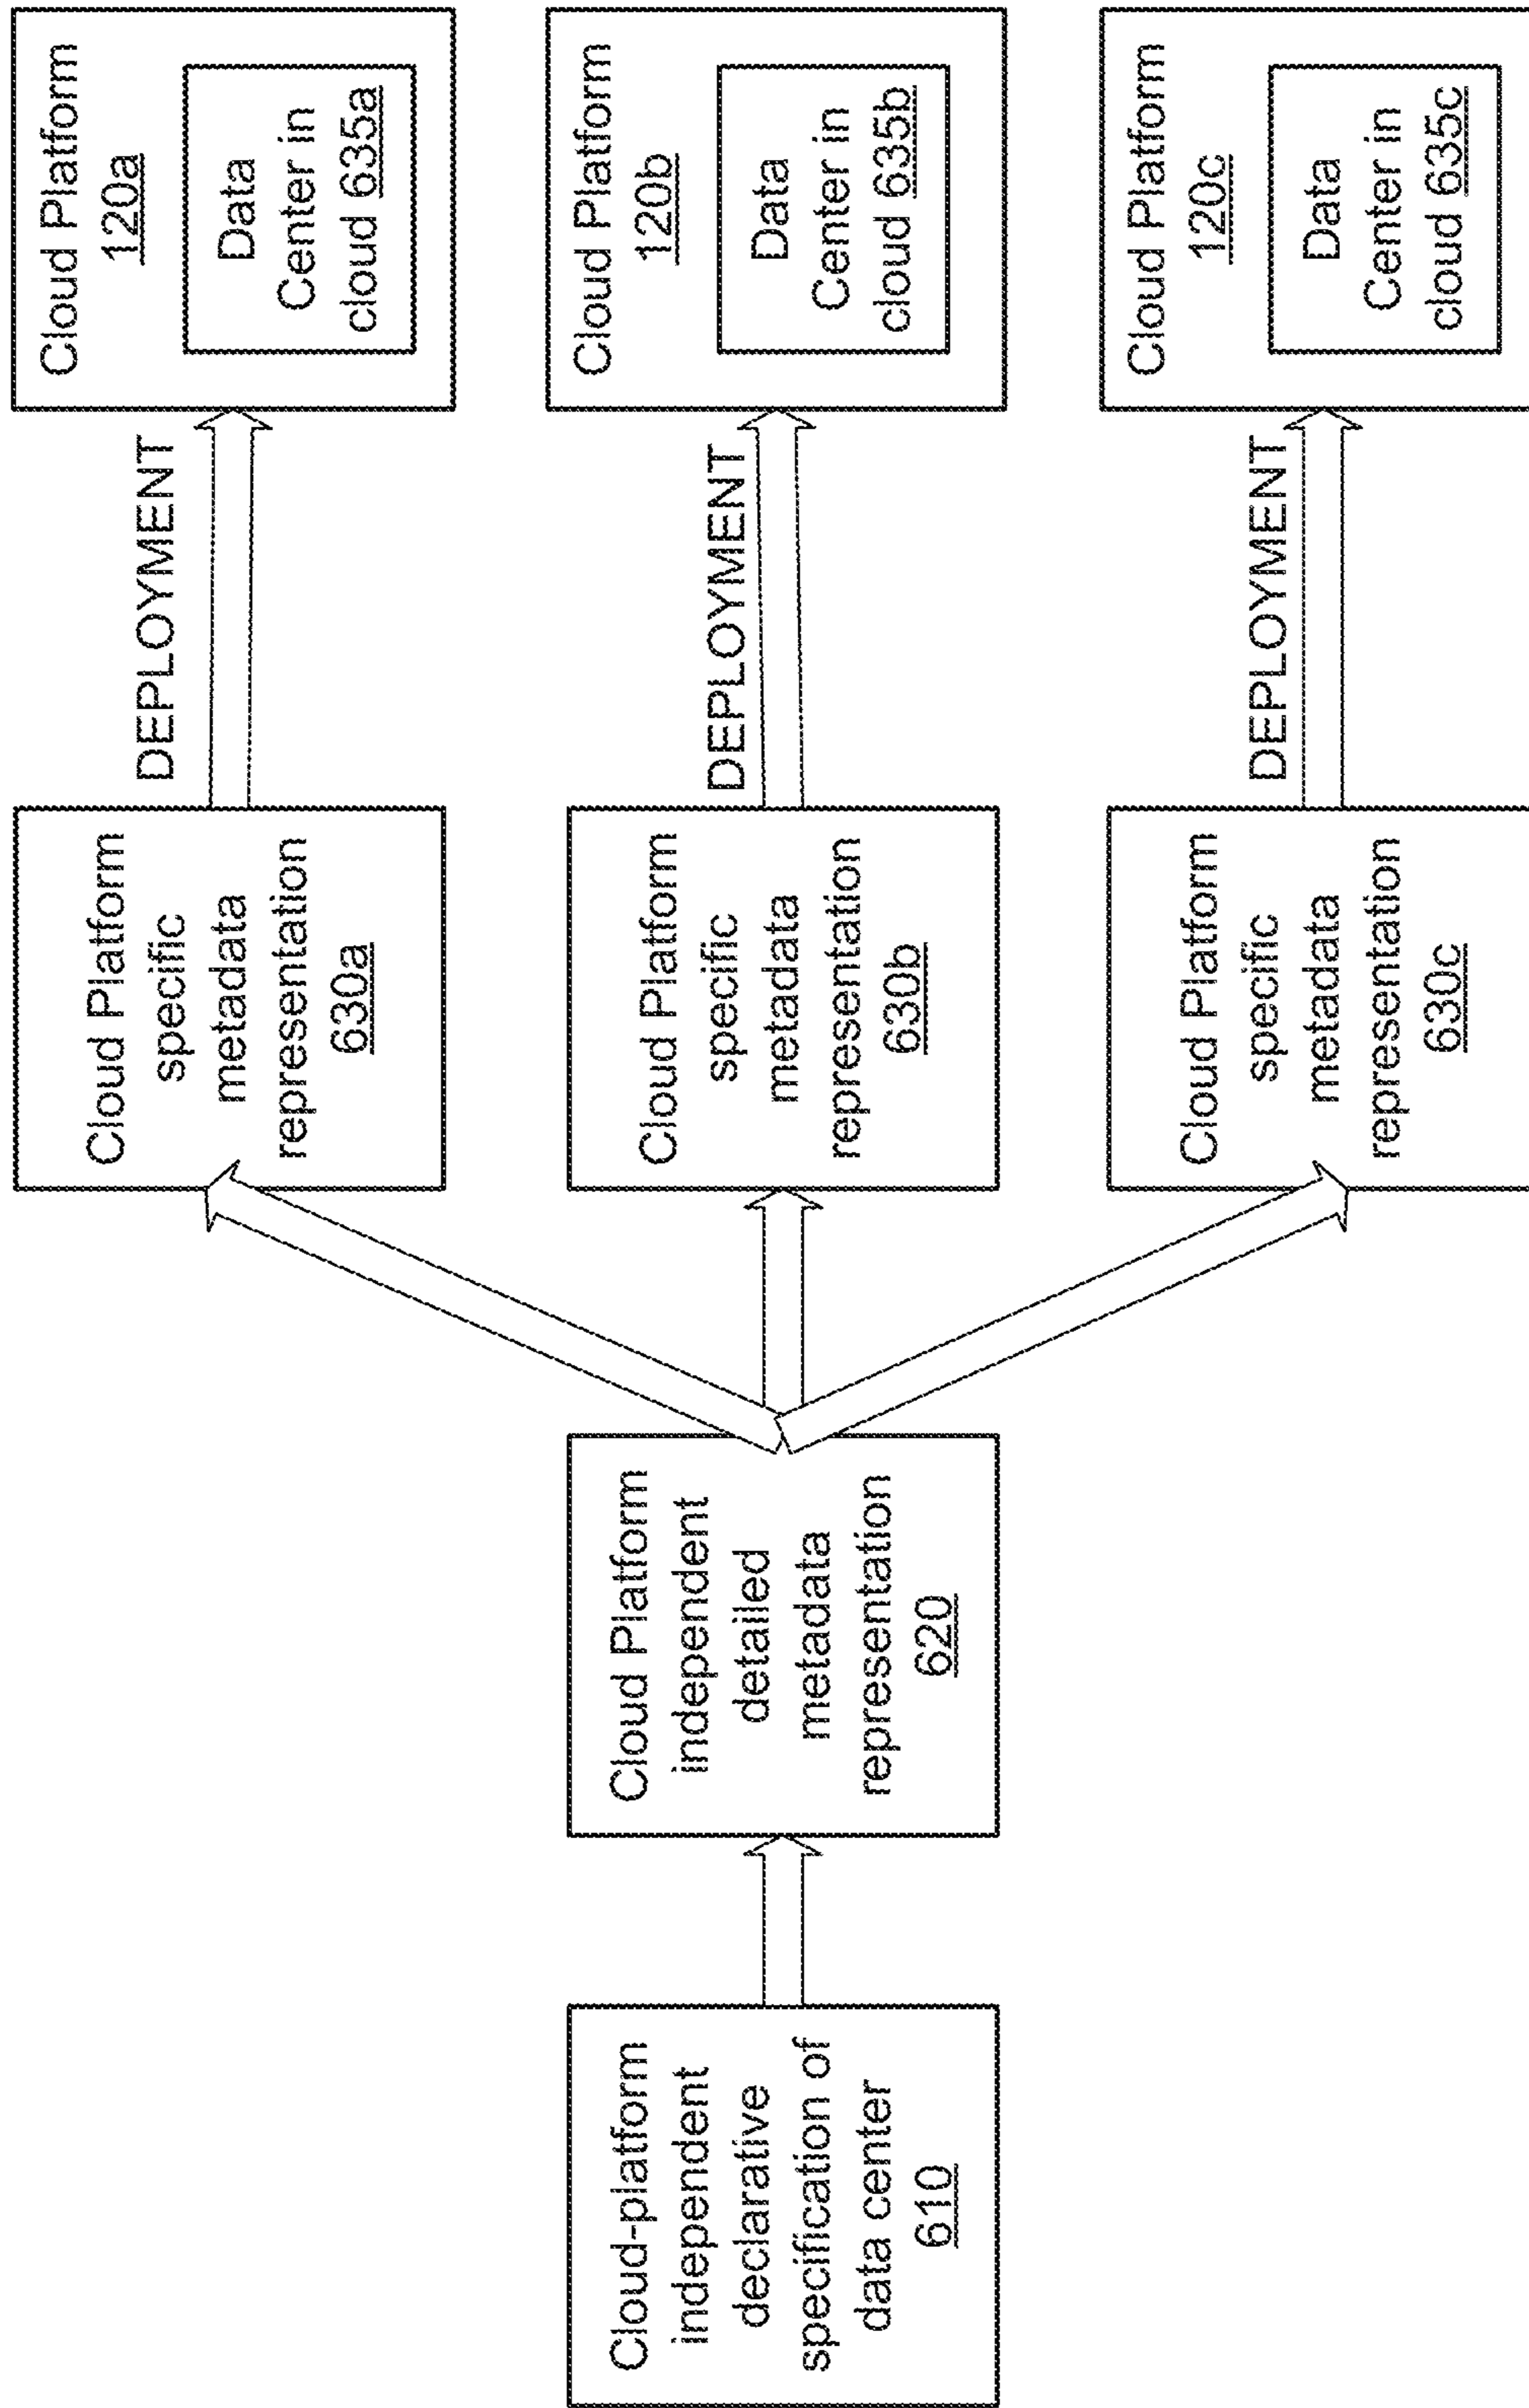 Cloud-platform
independent
declarative
specification of
data center
610
Cloud Platform
independent
detailed
metadata
representation
620
Cloud Platform
specific
metadata
representation
630a
DEPLOYMENT
Cloud Platform
120a
Data
Center in
cloud 635a
Cloud Platform
specific
metadata
representation
630b
DEPLOYMENT
Cloud Platform
120b
Data
Center in
cloud 635b
Cloud Platform
specific
metadata
representation
630c
DEPLOYMENT
Cloud Platform
120c
Data
Center in
cloud 635c